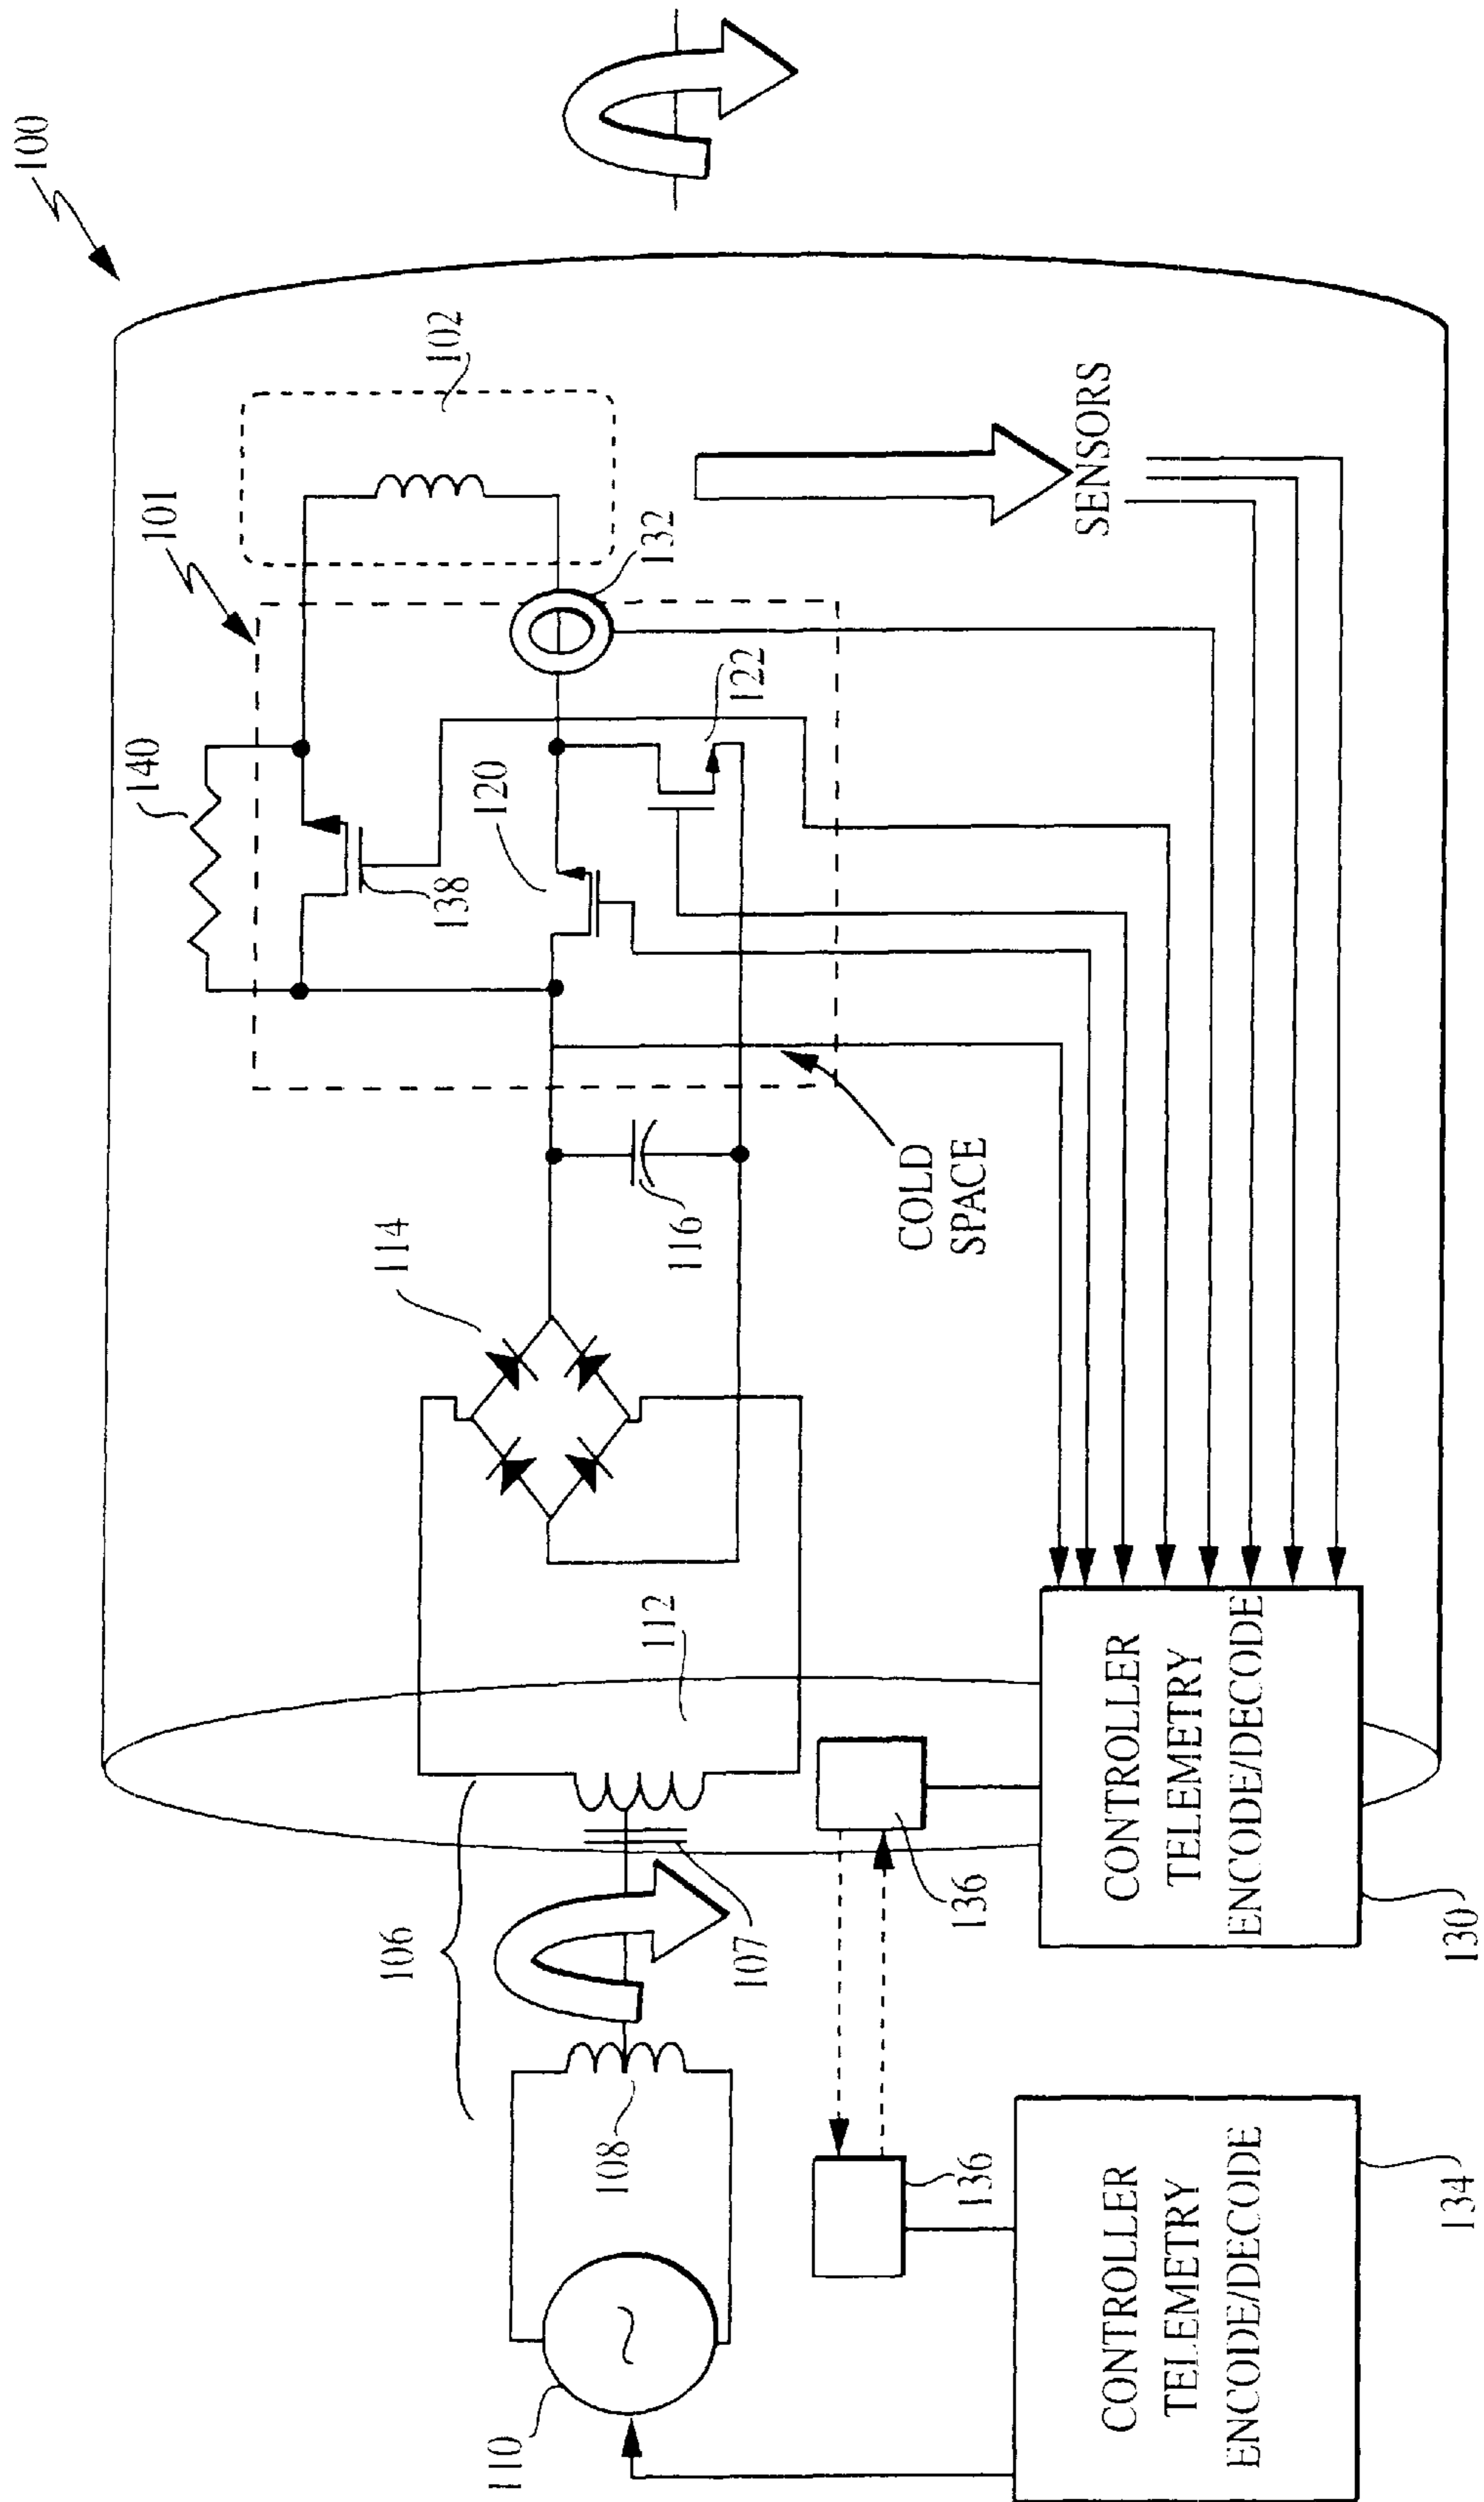 100
102
101
132
SENSORS
140
122
120
138
COLD
SPACE
114
116
112
106
107
136
CONTROLLER
TELEMETRY
ENCODE/DECODE
130
108
136
110
CONTROLLER
TELEMETRY
ENCODE/DECODE
134